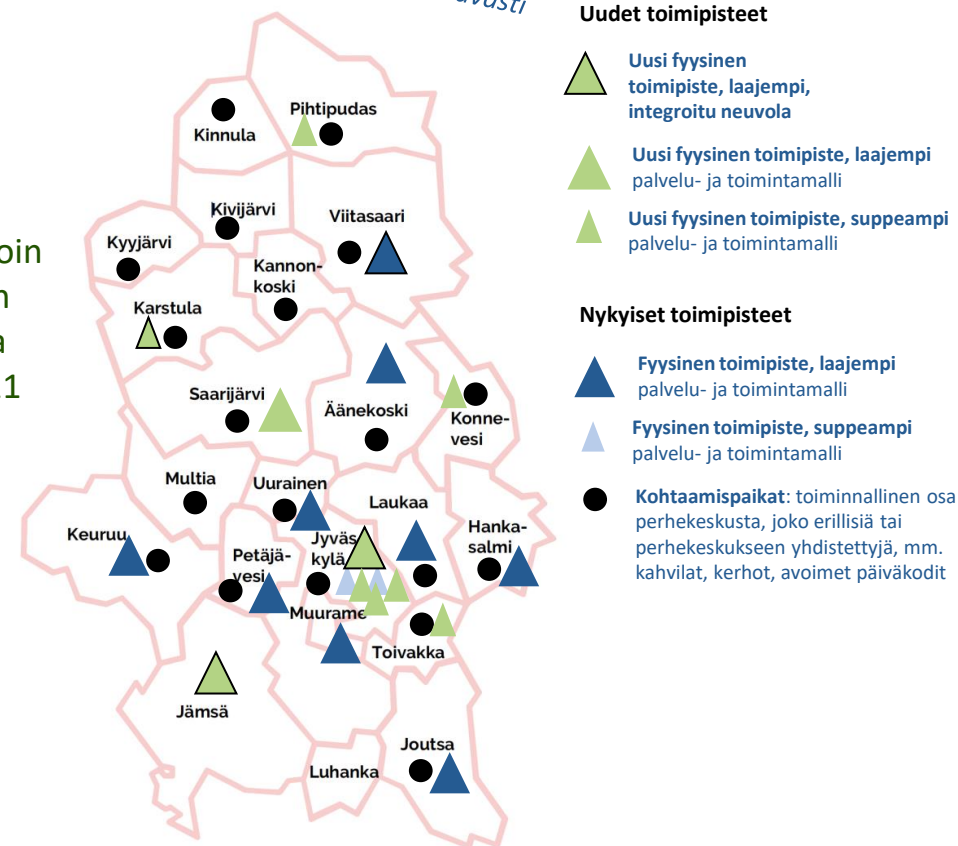 Uudet toimipisteet
Uusi fyysinen
toimipiste, laajempi,
integroitu neuvola
Uusi fyysinen toimipiste, laajempi
palvelu- ja toimintamalli
Uusi fyysinen toimipiste, suppeampi
palvelu- ja toimintamalli
Nykyiset toimipisteet
Fyysinen toimipiste, laajempi
palvelu- ja toimintamalli
Fyysinen toimipiste, suppeampi
palvelu- ja toimintamalli
Kohtaamispaikat: toiminnallinen osa
perhekeskusta, joko erillisiä tai
perhekeskukseen yhdistettyjä, mm.
kahvilat, kerhot, avoimet päiväkodit
Pihtipudas
Kinnula
Kivijärvi
Viitasaari
Kyyjärvi
Kannon-
koski
Karstula
Saarijärvi
Äänekoski
Konne-
vesi
Multia
Uurainen
Laukaa
Keuruu
Petäjä-
vesi
Jyväs
kylä
Hanka-
salmi
Muurame
Toivakka
Jämsä
Joutsa
Luhanka